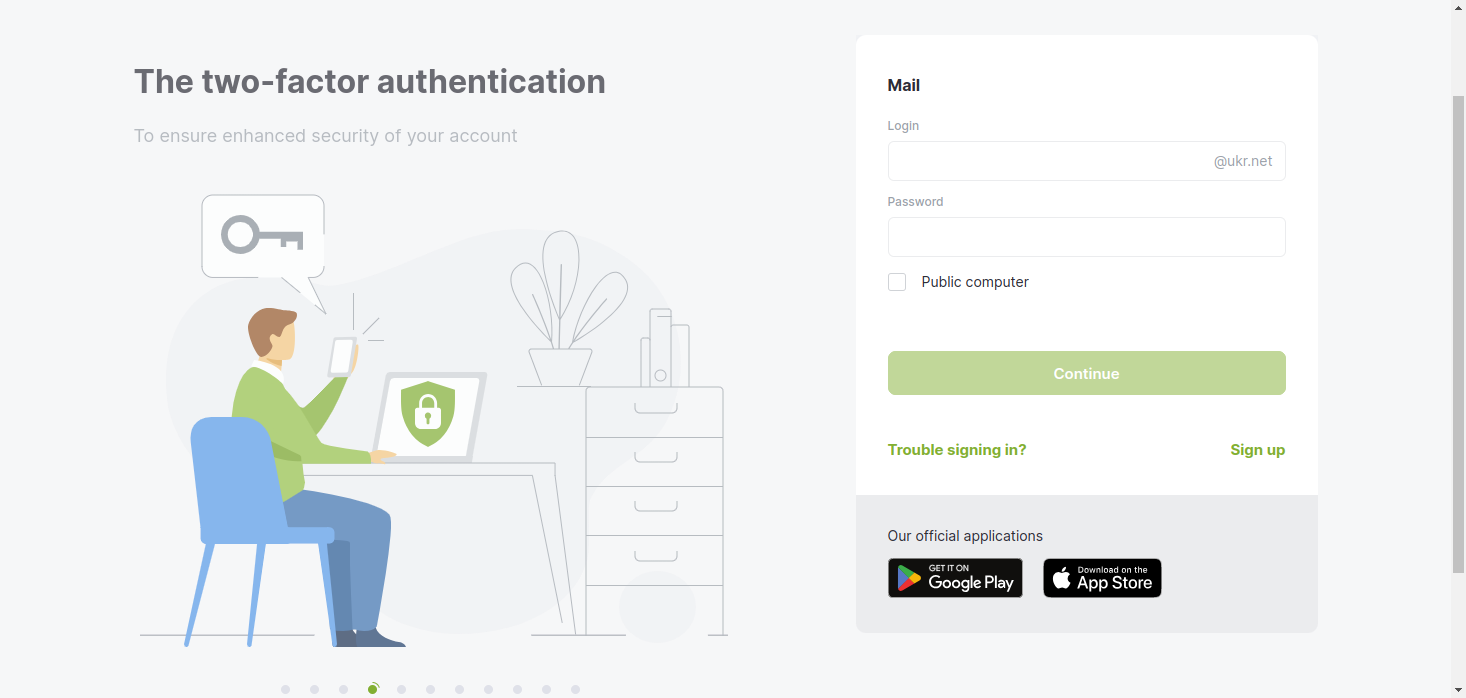 The two-factor authentication
To ensure enhanced security of your account
Mail
Login
@ukr.net
Password
Public computer
Continue
Trouble signing in?
Sign up
Our official applications
GET IT ON
Google Play
Download on the
App Store